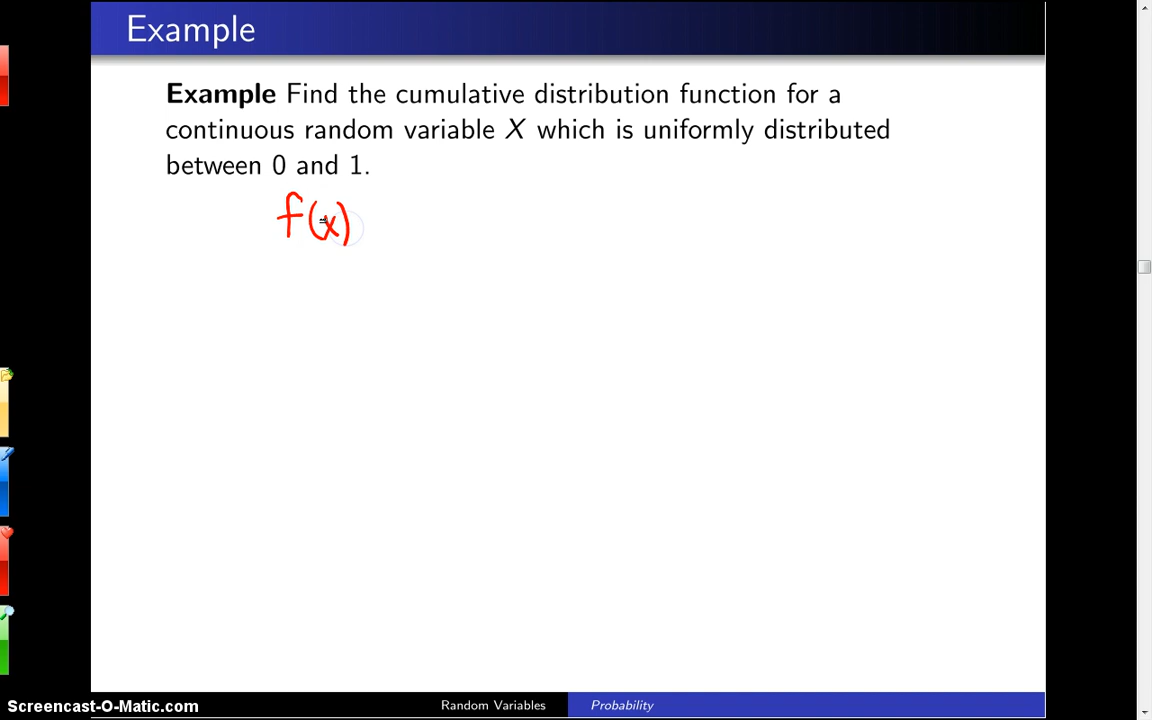 Example
Example Find the cumulative distribution function for a
continuous random variable X which is uniformly distributed
between 0 and 1.
f(x)
Screencast-O-Matic.com
Random Variables
Probability